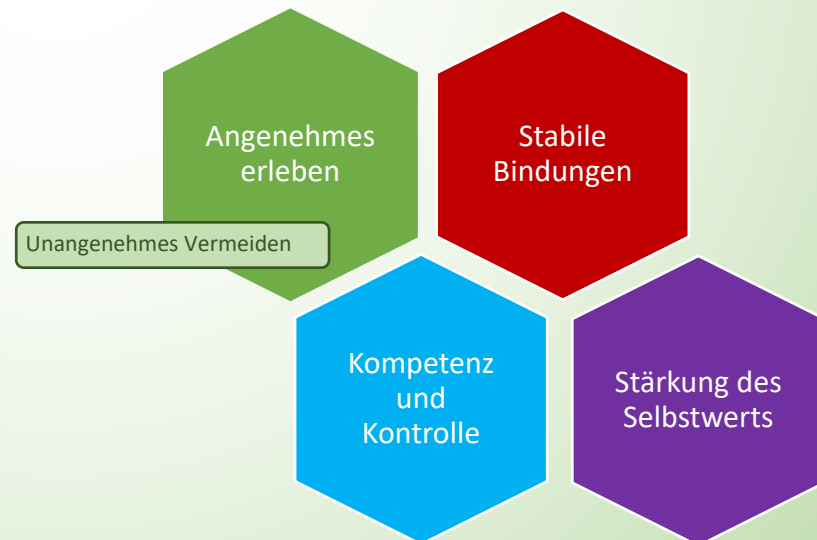 Angenehmes
erleben
Stabile
Bindungen
Unangenehmes Vermeiden
Kompetenz
und
Kontrolle
Stärkung des
Selbstwerts